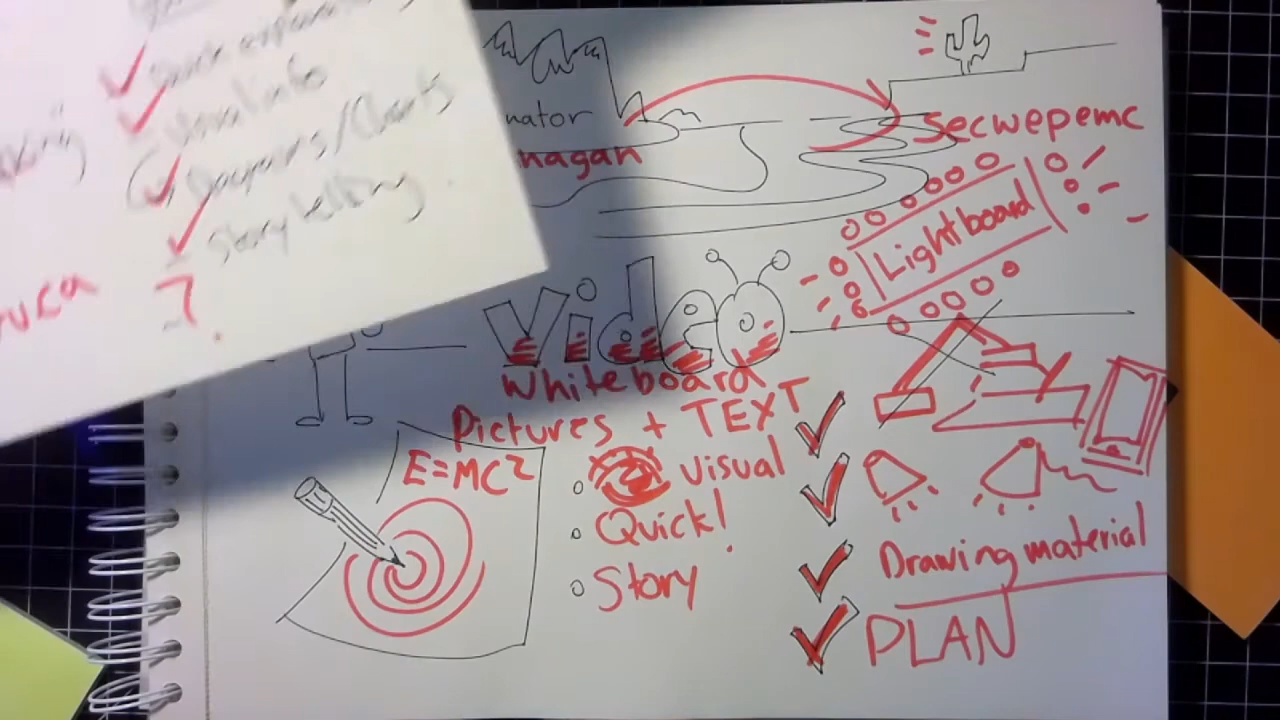 quick
visual info
Diagrams/Charts
Story telling
?
nator
nagan
Secwepemc
Lightboard
Video
Whiteboard
Pictures + TEXT
E=MC2
visual
Quick!
Story
Drawing material
PLAN